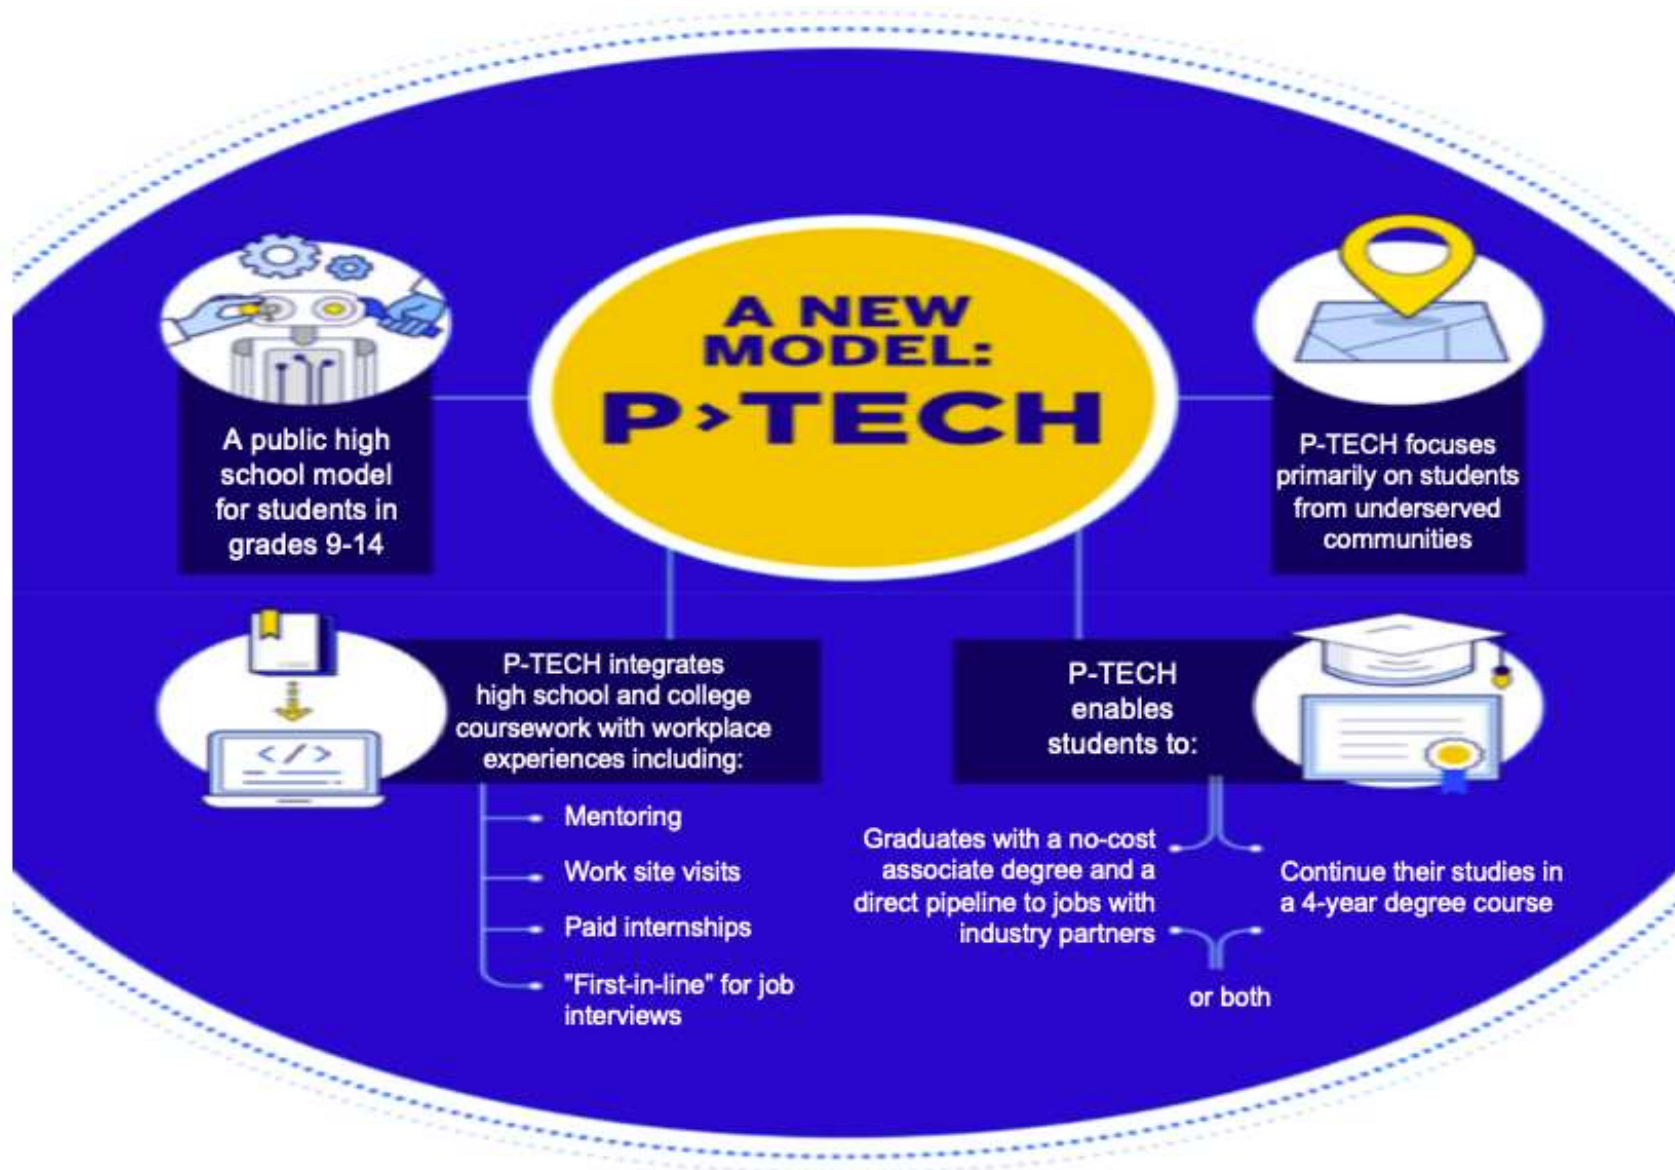 A NEW
MODEL:
P>TECH
A public high
school model
for students in
grades 9-14
P-TECH focuses
primarily on students
from underserved
communities
P-TECH integrates
high school and college
coursework with workplace
experiences including:
Mentoring
Work site visits
Paid internships
"First-in-line" for job
interviews
P-TECH
enables
students to:
Graduates with a no-cost
associate degree and a
direct pipeline to jobs with
industry partners
Continue their studies in
a 4-year degree course
or both